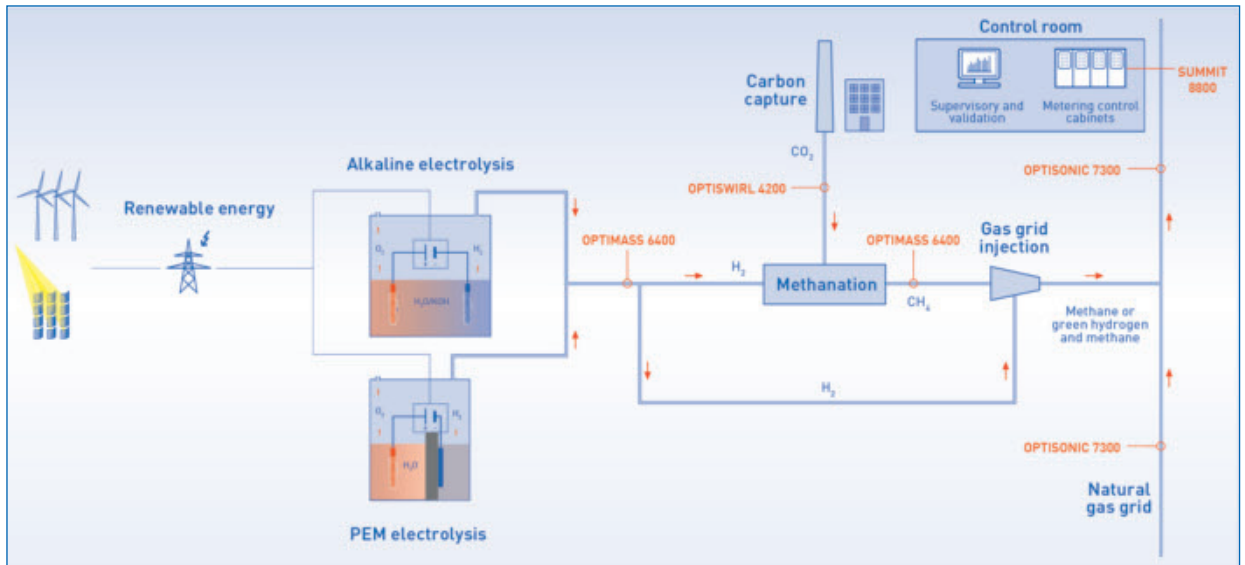 Control room
SUMMIT
8800
Supervisory and
validation
Metering control
cabinets
Carbon
capture
CO₂
OPTISWIRL 4200
OPTISONIC 7300
Alkaline electrolysis
Renewable energy
O₂
H₂
H₂O/KOH
OPTIMASS 6400
H₂
Methanation
OPTIMASS 6400
CH₄
Gas grid
injection
Methane or
green hydrogen
and methane
H₂
O₂
H₂
H₂O
PEM electrolysis
OPTISONIC 7300
Natural
gas grid